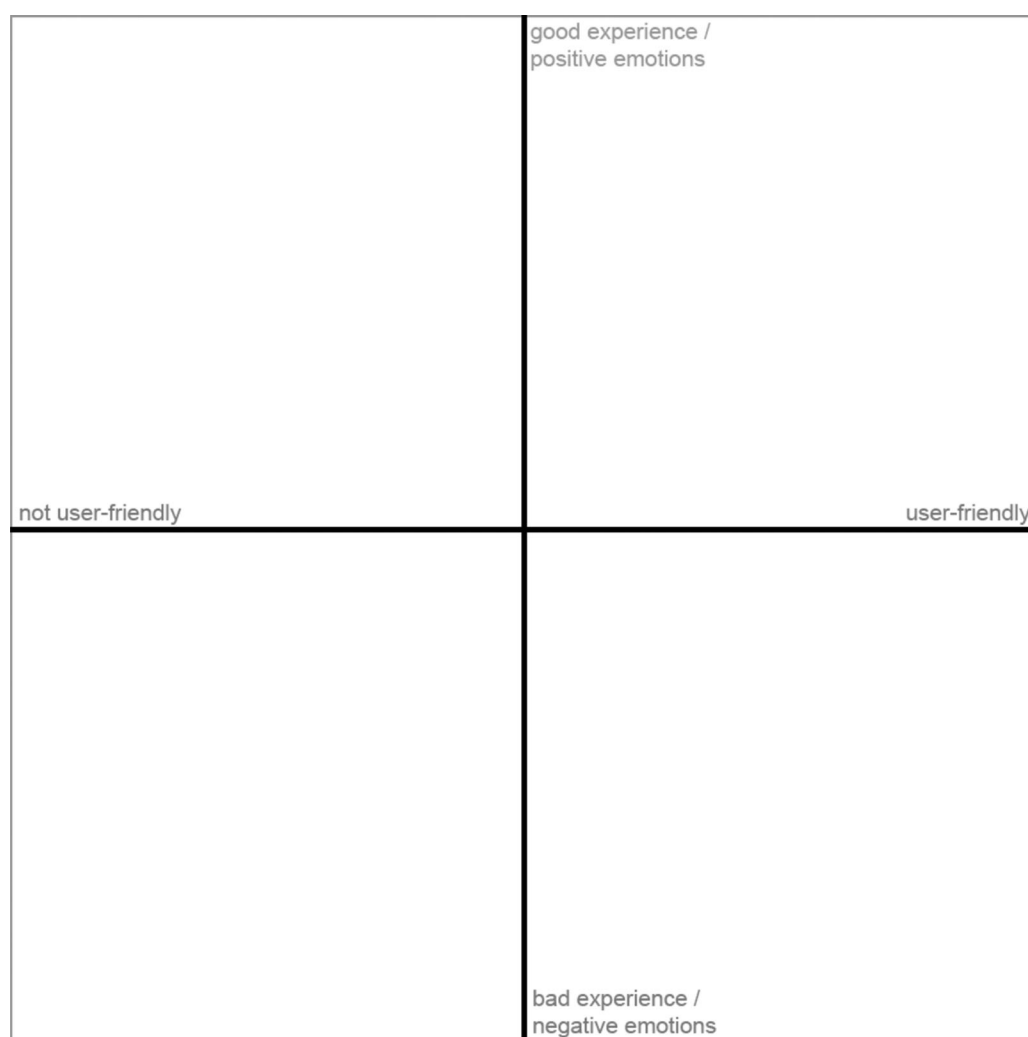 good experience /
positive emotions
not user-friendly
user-friendly
bad experience /
negative emotions